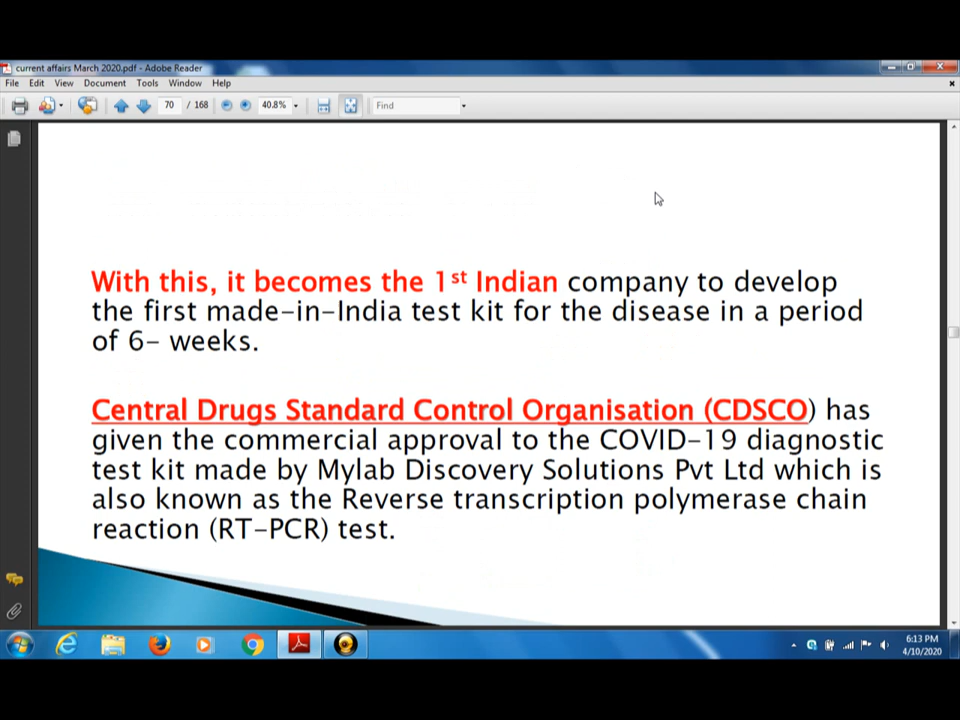 current affairs March 2020.pdf - Adobe Reader
File Edit View Document Tools Window Help
70 / 168 40.8% Find
With this, it becomes the 1st Indian company to develop
the first made-in-India test kit for the disease in a period
of 6- weeks.
Central Drugs Standard Control Organisation (CDSCO) has
given the commercial approval to the COVID-19 diagnostic
test kit made by Mylab Discovery Solutions Pvt Ltd which is
also known as the Reverse transcription polymerase chain
reaction (RT-PCR) test.
6:13 PM
4/10/2020